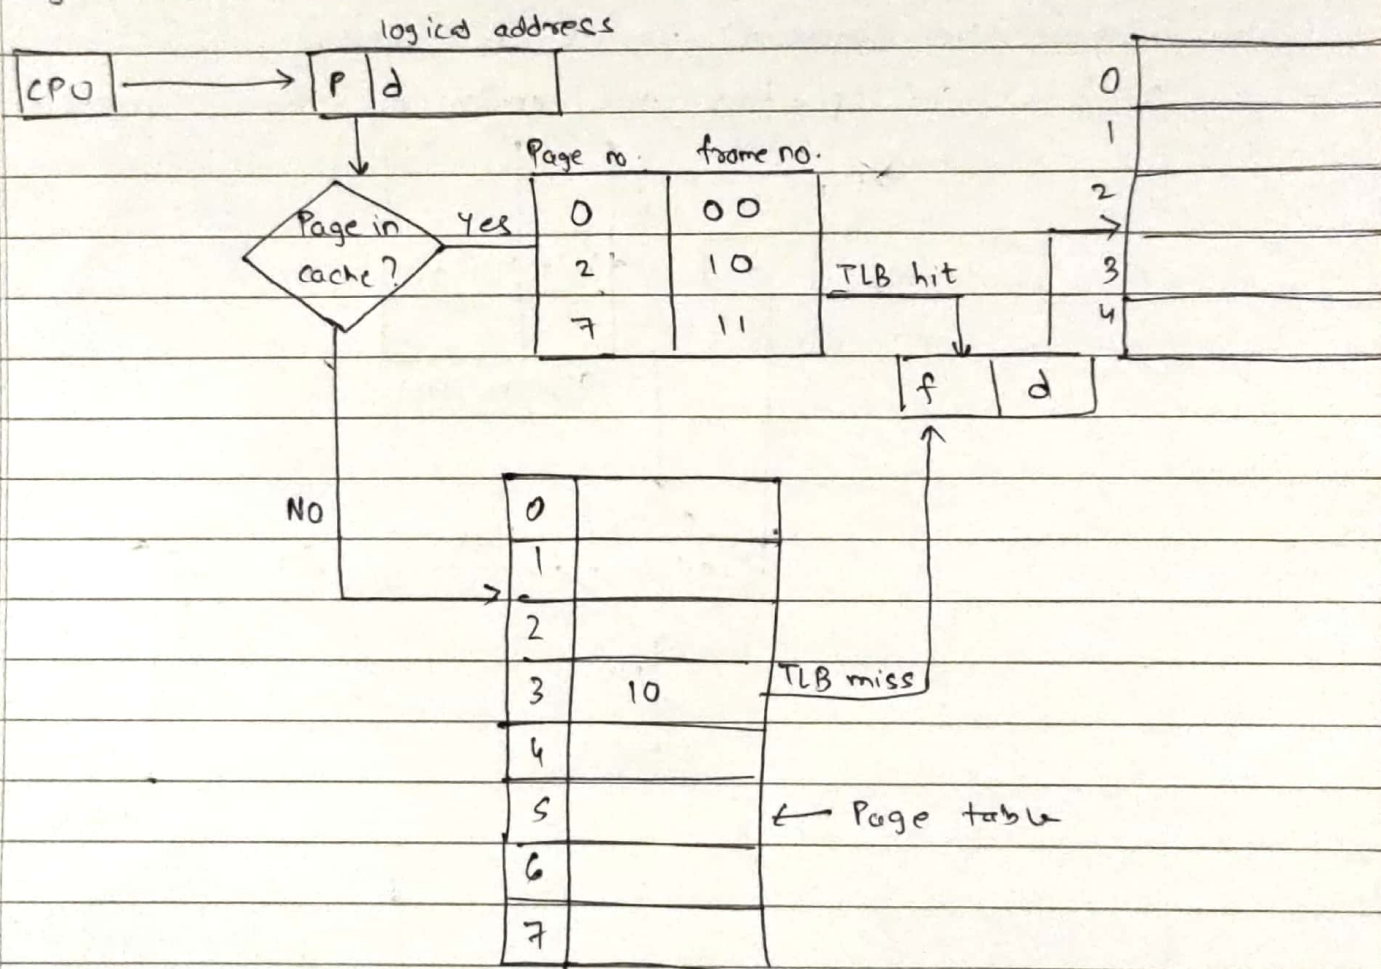 logical address
CPU
P d
Page no. frame no.
Page in
cache?
Yes
0 00
2 10
7 11
TLB hit
f d
0
1
2
3
4
NO
0
1
2
3 10
TLB miss
4
5
← Page table
6
7